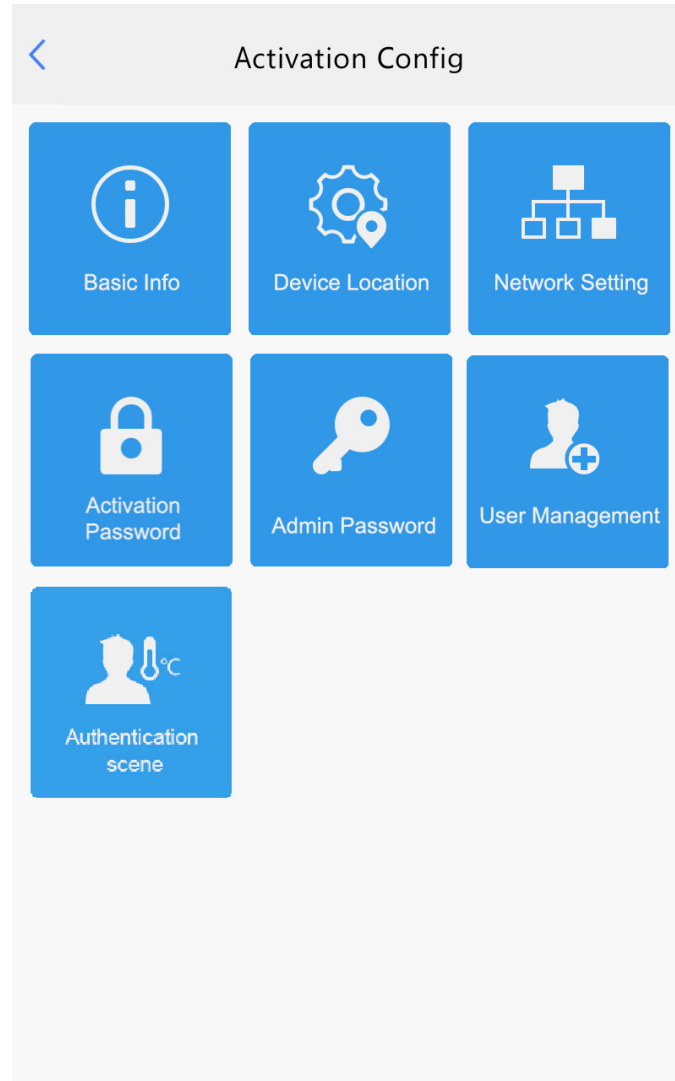 Activation Config
Basic Info
Device Location
Network Setting
Activation
Password
Admin Password
User Management
°C
Authentication
scene